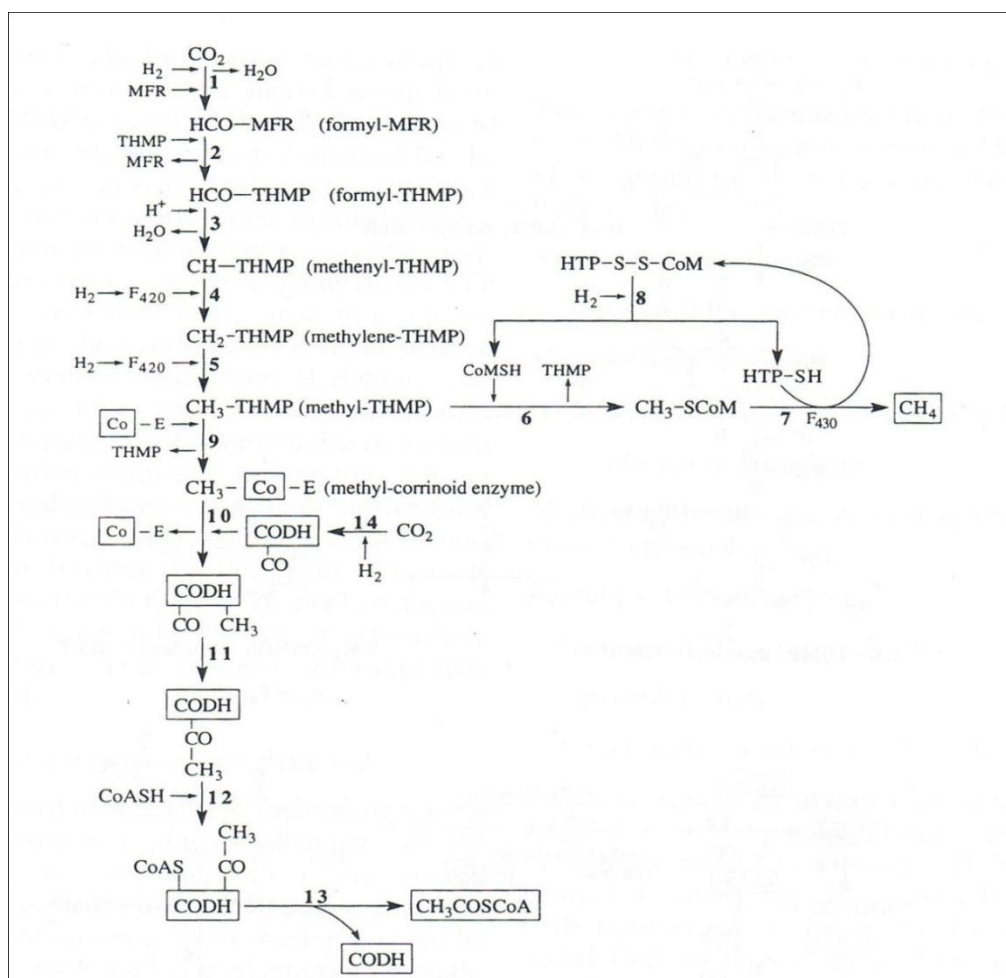 CO₂
H₂
1
H₂O
MFR
HCO—MFR (formyl-MFR)
THMP
2
MFR
HCO—THMP (formyl-THMP)
H⁺
3
H₂O
CH—THMP (methenyl-THMP)
H₂ F₄₂₀ 4
CH₂-THMP (methylene-THMP)
H₂ F₄₂₀ 5
CH₃-THMP (methyl-THMP)
HTP-S-S-CoM
H₂ 8
CoMSH THMP HTP-SH
6 CH₃-SCoM 7 F₄₃₀ CH₄
Co -E
9
THMP
CH₃- Co -E (methyl-corrinoid enzyme)
10
Co -E CODH 14 CO₂
CO H₂
CODH
CO CH₃
11
CODH
CO
CH₃
CoASH 12
CH₃
CoAS CO
CODH 13 CH₃COSCoA
CODH